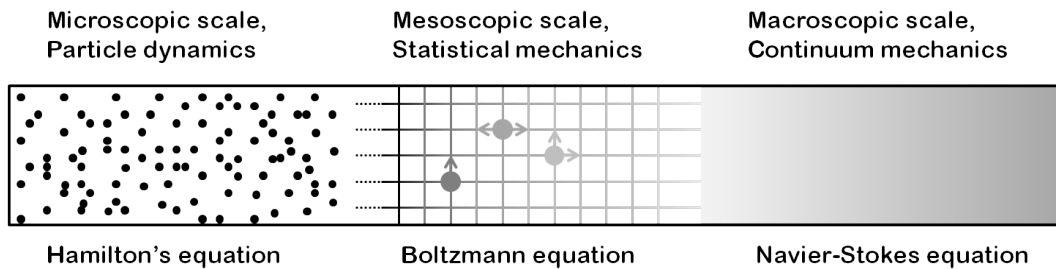 Microscopic scale,
Particle dynamics
Mesoscopic scale,
Statistical mechanics
Macroscopic scale,
Continuum mechanics
Hamilton's equation
Boltzmann equation
Navier-Stokes equation